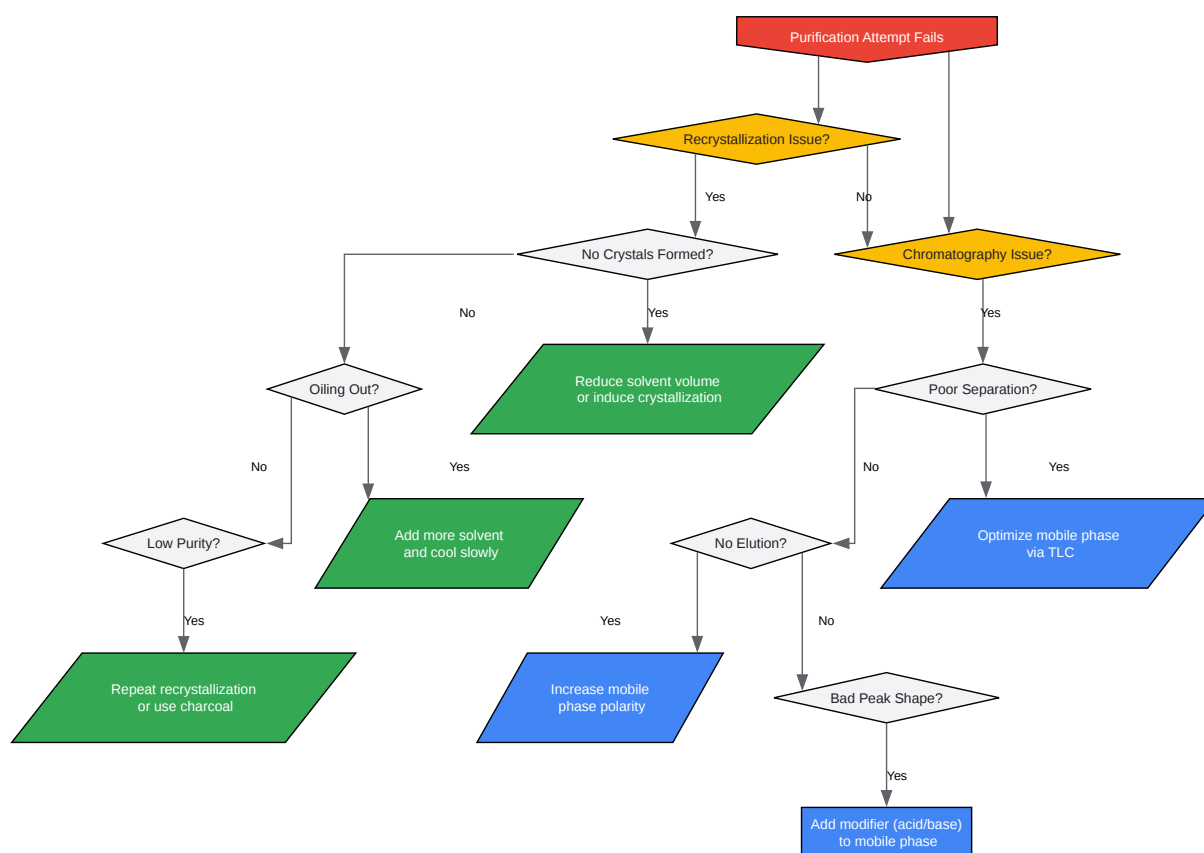 Purification Attempt Fails
Recrystallization Issue?
Yes
No
No Crystals Formed?
Chromatography Issue?
No
Yes
Yes
Oiling Out?
Reduce solvent volume
or induce crystallization
Poor Separation?
No
Yes
No
Yes
Low Purity?
Add more solvent
and cool slowly
No Elution?
Optimize mobile phase
via TLC
Yes
Yes
No
Repeat recrystallization
or use charcoal
Increase mobile
phase polarity
Bad Peak Shape?
Yes
Add modifier (acid/base)
to mobile phase